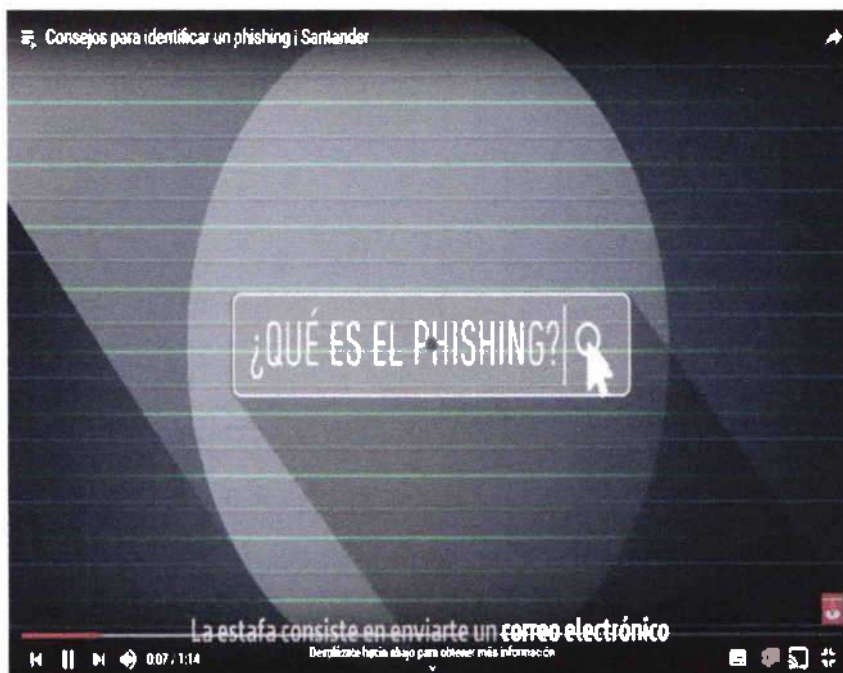 Consejos para identificar un phishing | Santander
¿QUÉ ES EL PHISHING?
La estafa consiste en enviarte un correo electrónico
0:07 / 1:14
Desplázate hacia abajo para obtener más información